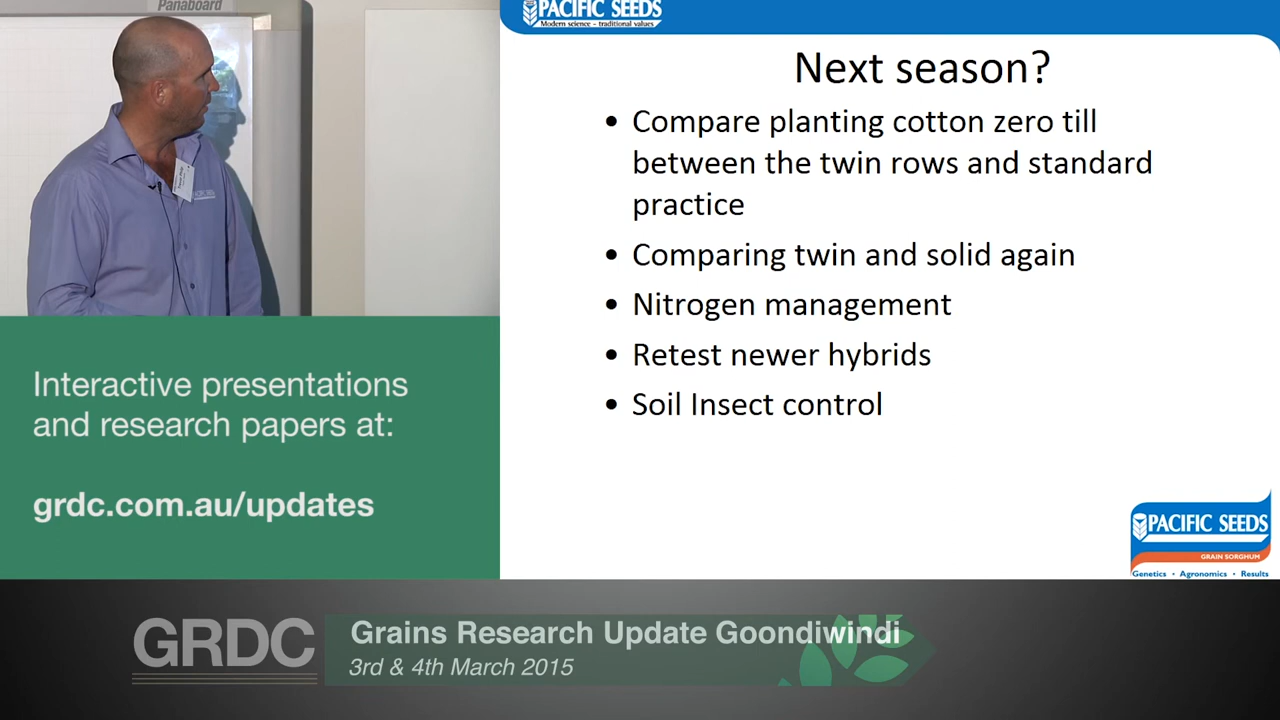 Panaboard
PACIFIC SEEDS
Modern science - traditional values
Next season?
• Compare planting cotton zero till
between the twin rows and standard
practice
• Comparing twin and solid again
• Nitrogen management
• Retest newer hybrids
• Soil Insect control
PACIFIC SEEDS
GRAIN SORGHUM
Genetics • Agronomics • Results
Interactive presentations
and research papers at:
grdc.com.au/updates
GRDC
Grains Research Update Goondiwindi
3rd & 4th March 2015